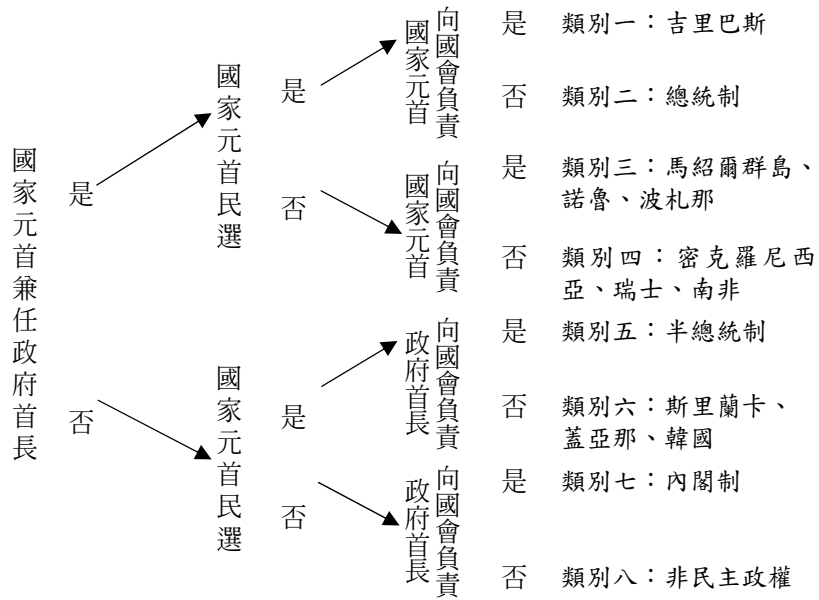 國家元首兼任政府首長
是
否
國家元首民選
是
否
國家元首民選
是
否
國家元首
向國會負責
是
否
國家元首
向國會負責
是
否
政府首長
向國會負責
是
否
政府首長
向國會負責
是
否
類別一：吉里巴斯
類別二：總統制
類別三：馬紹爾群島、
諾魯、波札那
類別四：密克羅尼西
亞、瑞士、南非
類別五：半總統制
類別六：斯里蘭卡、
蓋亞那、韓國
類別七：內閣制
類別八：非民主政權